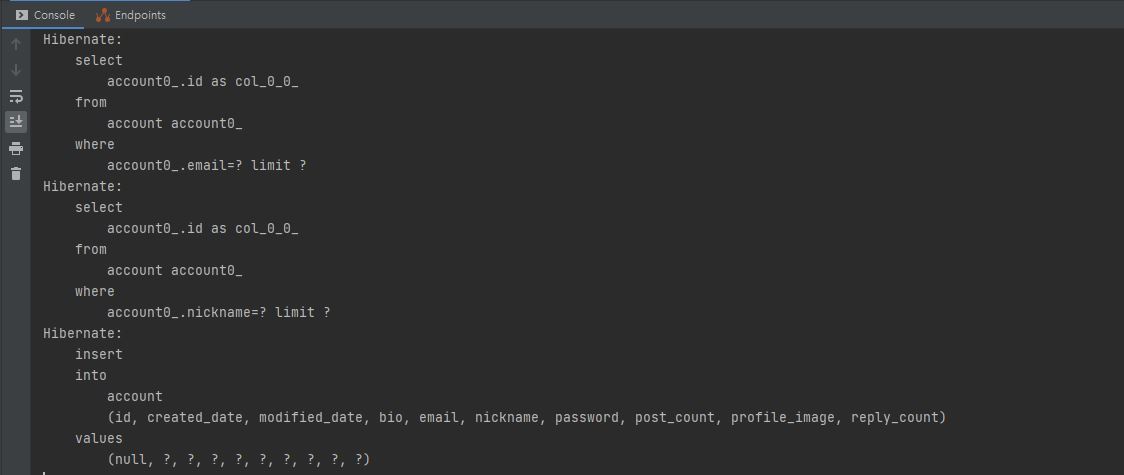 Console Endpoints
Hibernate:
select
account0_.id as col_0_0_
from
account account0_
where
account0_.email=? limit ?
Hibernate:
select
account0_.id as col_0_0_
from
account account0_
where
account0_.nickname=? limit ?
Hibernate:
insert
into
account
(id, created_date, modified_date, bio, email, nickname, password, post_count, profile_image, reply_count)
values
(null, ?, ?, ?, ?, ?, ?, ?, ?, ?)